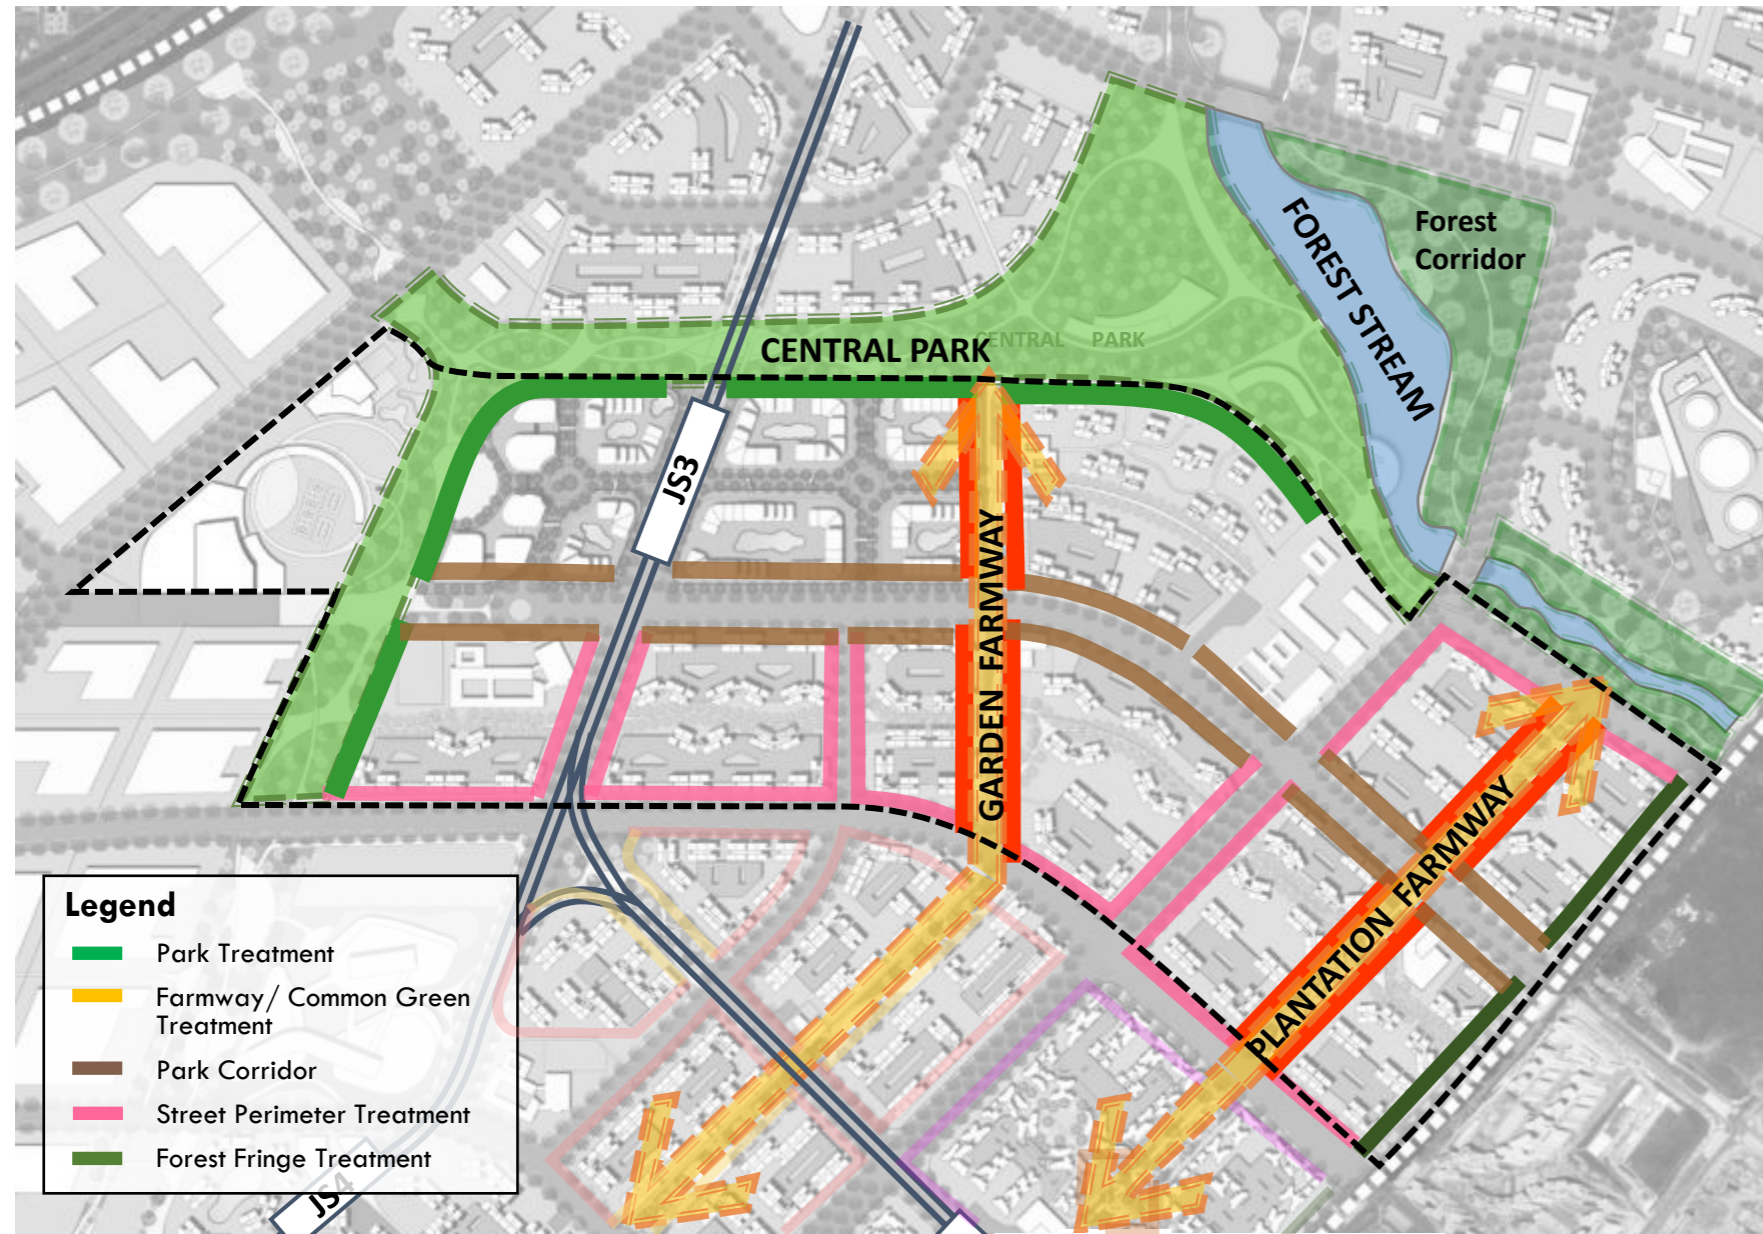 FOREST STREAM
Forest
Corridor
CENTRAL PARK
CENTRAL PARK
JS3
GARDEN FARMWAY
PLANTATION FARMWAY
Legend
Park Treatment
Farmway/ Common Green
Treatment
Park Corridor
Street Perimeter Treatment
Forest Fringe Treatment
JS4